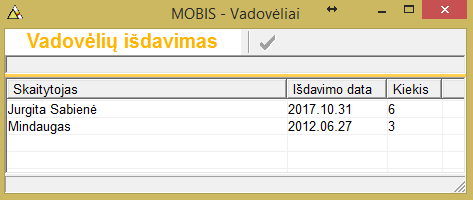 MOBIS - Vadovėliai
Vadovėlių išdavimas
Skaitytojas Išdavimo data Kiekis
Jurgita Sabienė 2017.10.31 6
Mindaugas 2012.06.27 3